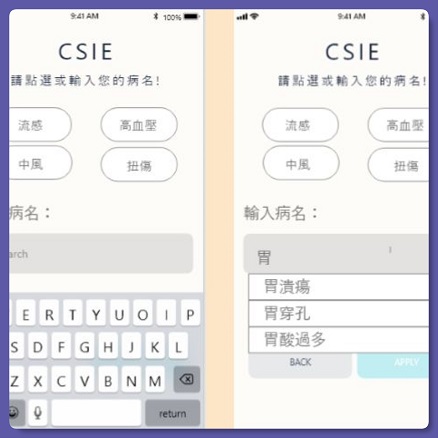 9:41 AM 100%
CSIE
請點選或輸入您的病名!
流感 高血壓
中風 扭傷
病名：
arch
E R T Y U O I P
S D F G H J K L
Z X C V B N M
return
9:41 AM
CSIE
請點選或輸入您的病名!
流感 高血壓
中風 扭傷
輸入病名：
胃
胃潰瘍
胃穿孔
胃酸過多
BACK APPLY